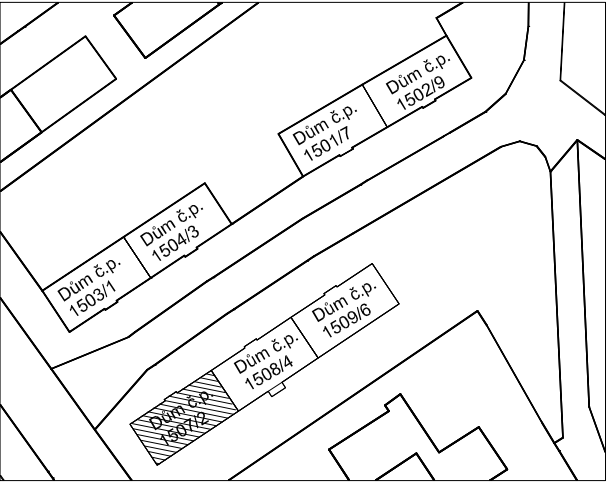 Dům č.p.
1502/9
Dům č.p.
1501/7
Dům č.p.
1504/3
Dům č.p.
1503/1
Dům č.p.
1509/6
Dům č.p.
1508/4
Dům č.p.
1507/2